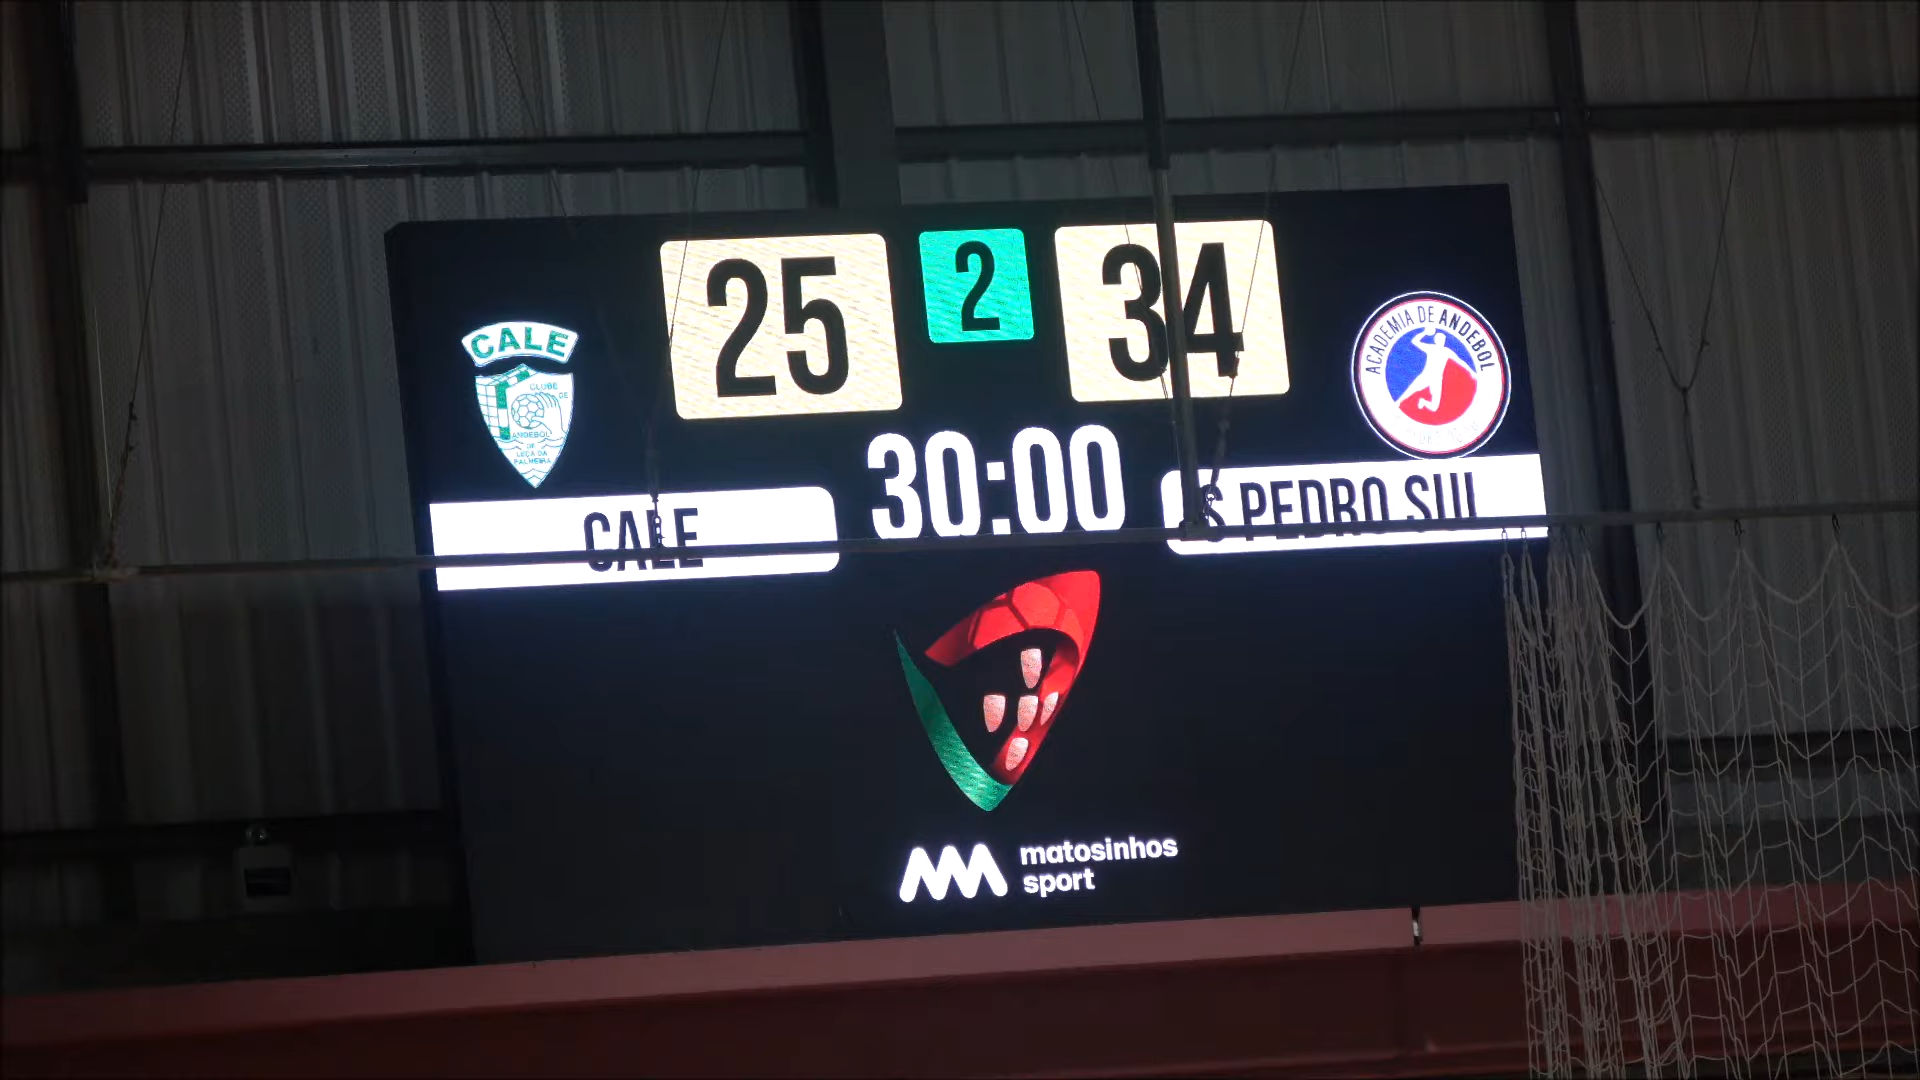 25
2
34
CALE
CLUBE
DE
ANDEBOL
DE
LEÇA DA
PALMEIRA
ACADEMIA DE ANDEBOL
30:00
CALE
S PEDRO SUL
matosinhos
sport